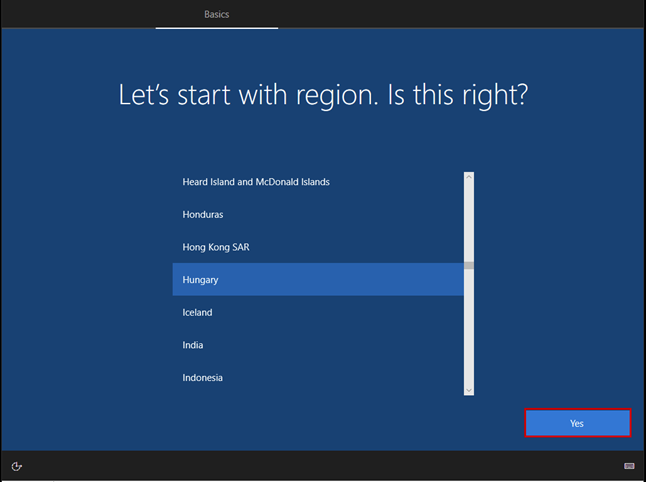 Basics
Let's start with region. Is this right?
Heard Island and McDonald Islands
Honduras
Hong Kong SAR
Hungary
Iceland
India
Indonesia
Yes